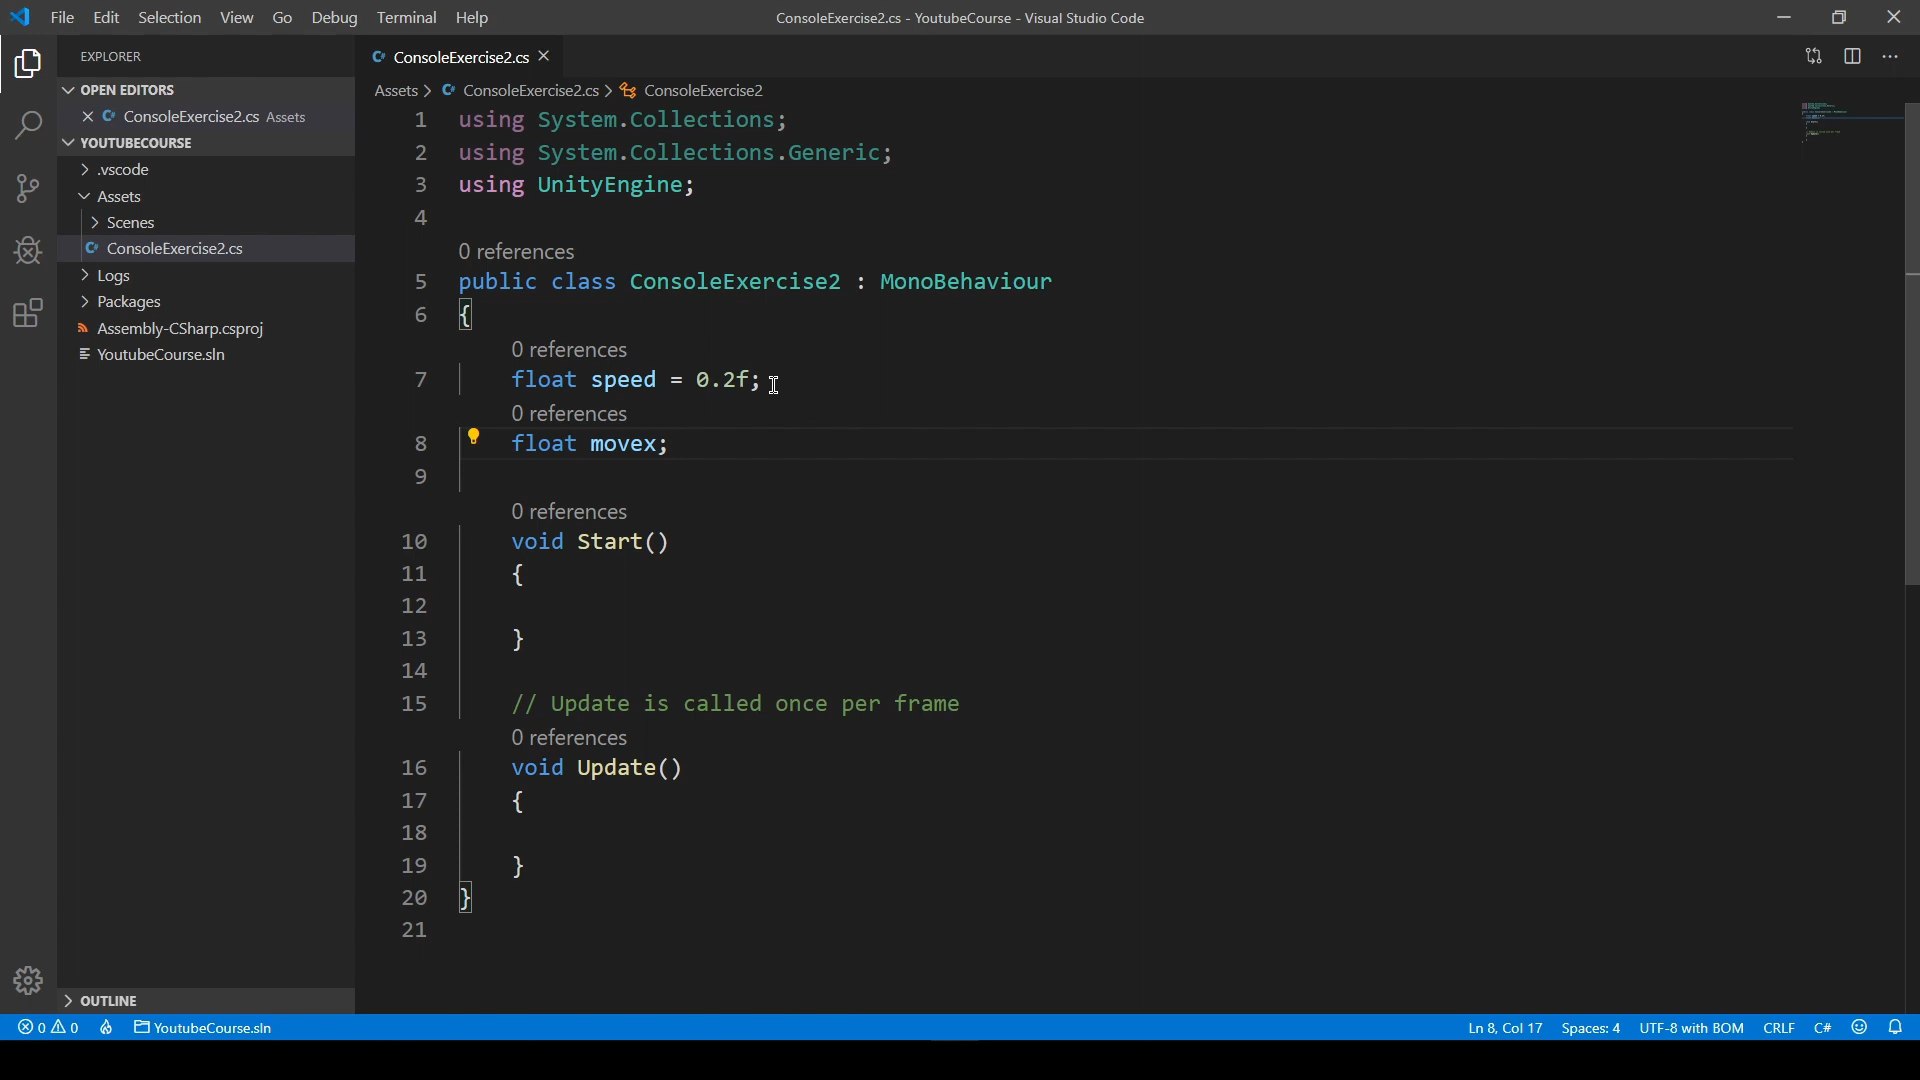 File Edit Selection View Go Debug Terminal Help
ConsoleExercise2.cs - YoutubeCourse - Visual Studio Code
EXPLORER
OPEN EDITORS
ConsoleExercise2.cs Assets
YOUTUBECOURSE
.vscode
Assets
Scenes
ConsoleExercise2.cs
Logs
Packages
Assembly-CSharp.csproj
YoutubeCourse.sln
OUTLINE
ConsoleExercise2.cs
Assets > ConsoleExercise2.cs > ConsoleExercise2
1 using System.Collections;
2 using System.Collections.Generic;
3 using UnityEngine;
4
0 references
5 public class ConsoleExercise2 : MonoBehaviour
6 {
0 references
7 float speed = 0.2f;
0 references
8 float movex;
9
0 references
10 void Start()
11 {
12
13 }
14
15 // Update is called once per frame
0 references
16 void Update()
17 {
18
19 }
20 }
21
0 0 YoutubeCourse.sln
Ln 8, Col 17 Spaces: 4 UTF-8 with BOM CRLF C#